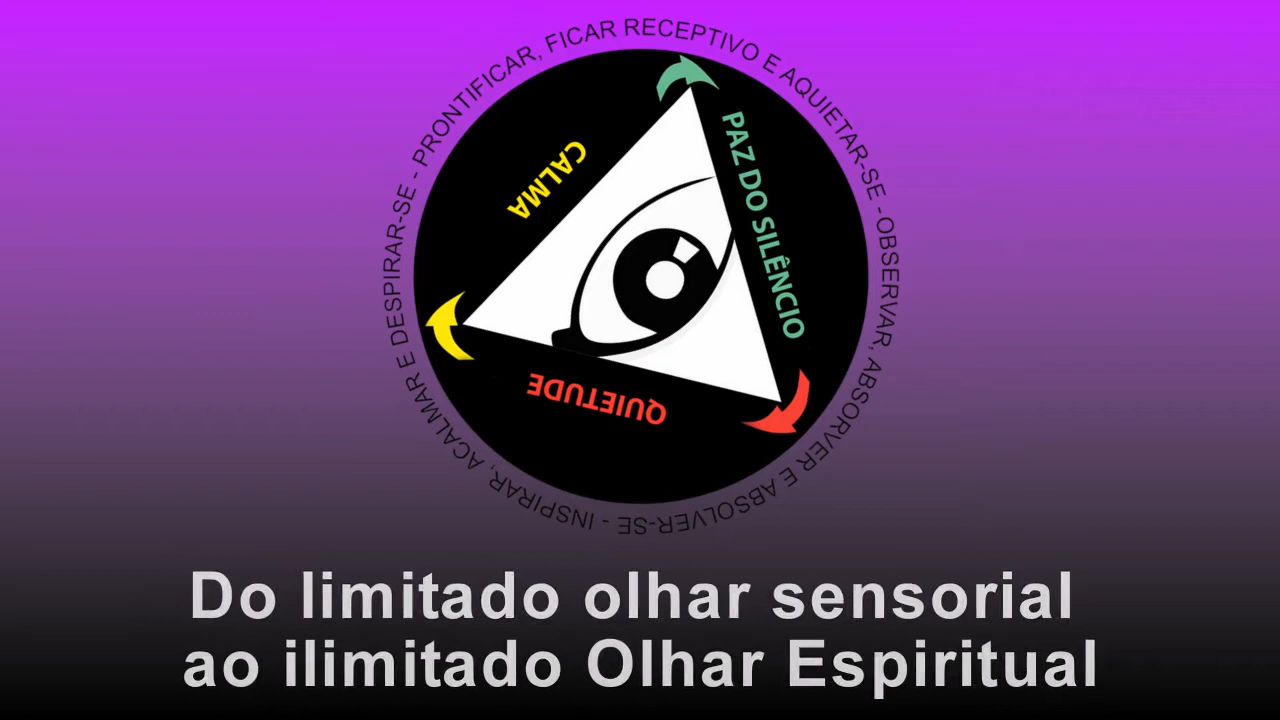 INSPIRAR, ACALMAR E DESPIRAR-SE - PRONTIFICAR, FICAR RECEPTIVO E AQUIETAR-SE - OBSERVAR, ABSORVER E ABSOLVER-SE -
CALMA
PAZ DO SILÊNCIO
QUIETUDE
Do limitado olhar sensorial
ao ilimitado Olhar Espiritual